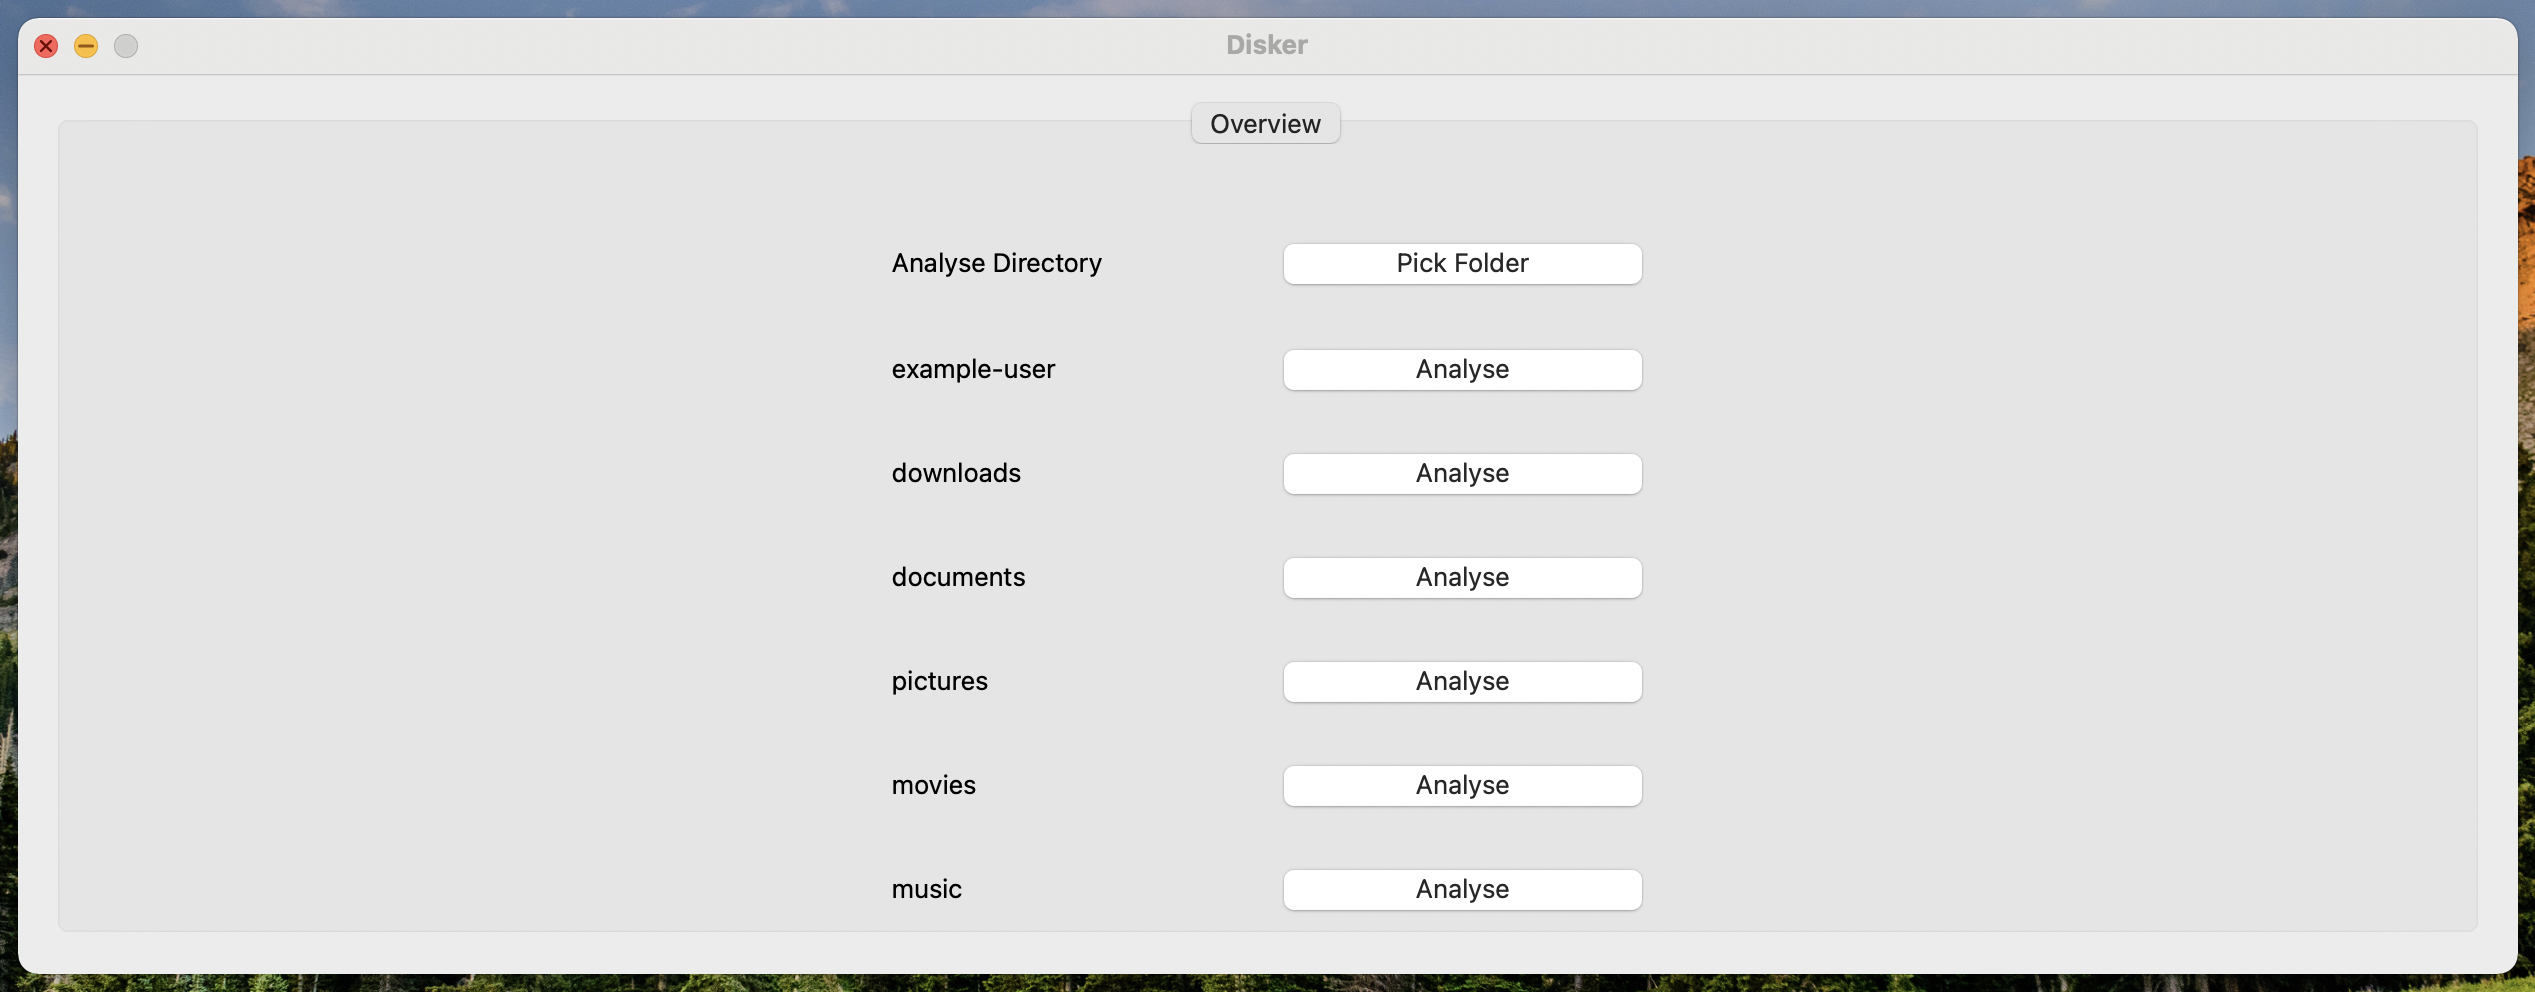 Disker
Overview
Analyse Directory Pick Folder
example-user Analyse
downloads Analyse
documents Analyse
pictures Analyse
movies Analyse
music Analyse